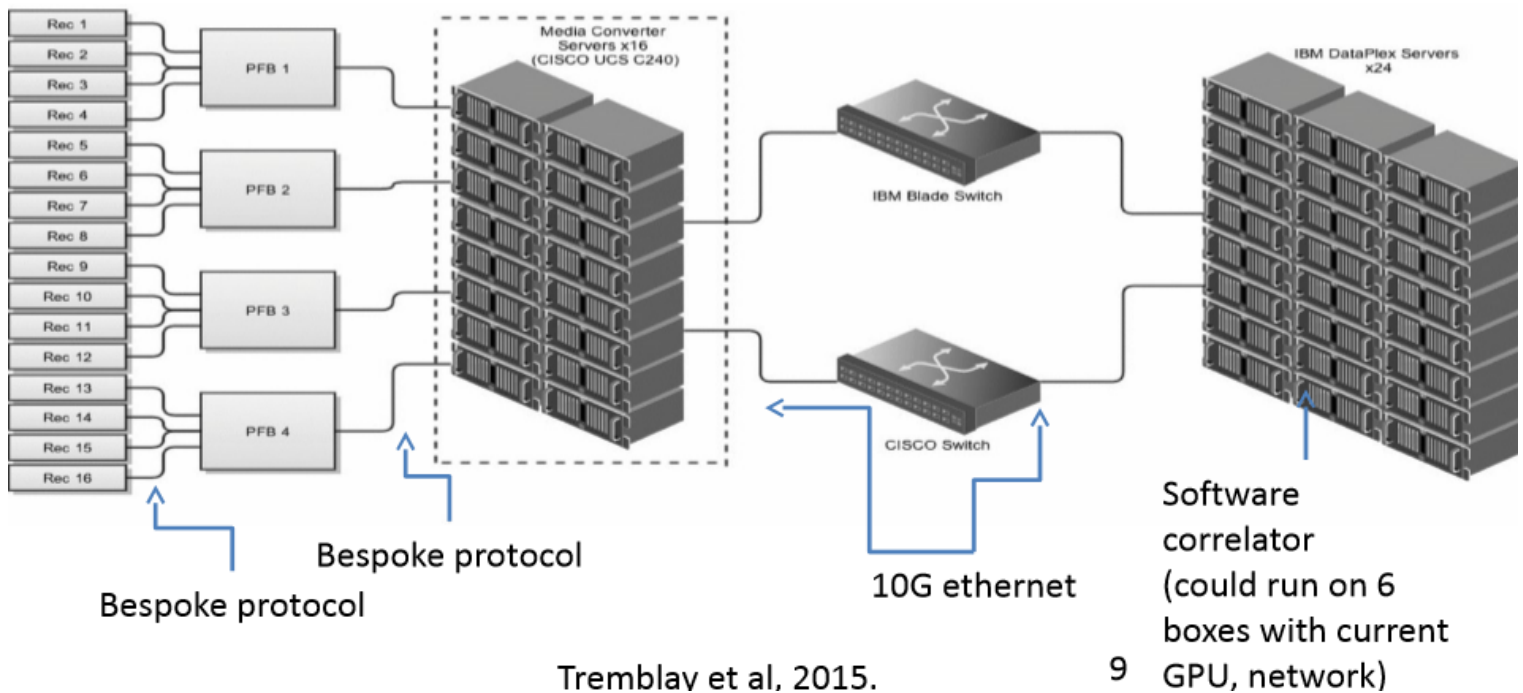 Rec 1
Rec 2
Rec 3
Rec 4
Rec 5
Rec 6
Rec 7
Rec 8
Rec 9
Rec 10
Rec 11
Rec 12
Rec 13
Rec 14
Rec 15
Rec 16
PFB 1
PFB 2
PFB 3
PFB 4
Media Converter
Servers x16
(CISCO UCS C240)
IBM Blade Switch
CISCO Switch
IBM DataPlex Servers
x24
Bespoke protocol
Bespoke protocol
10G ethernet
Software
correlator
(could run on 6
boxes with current
GPU, network)
Tremblay et al, 2015.
9